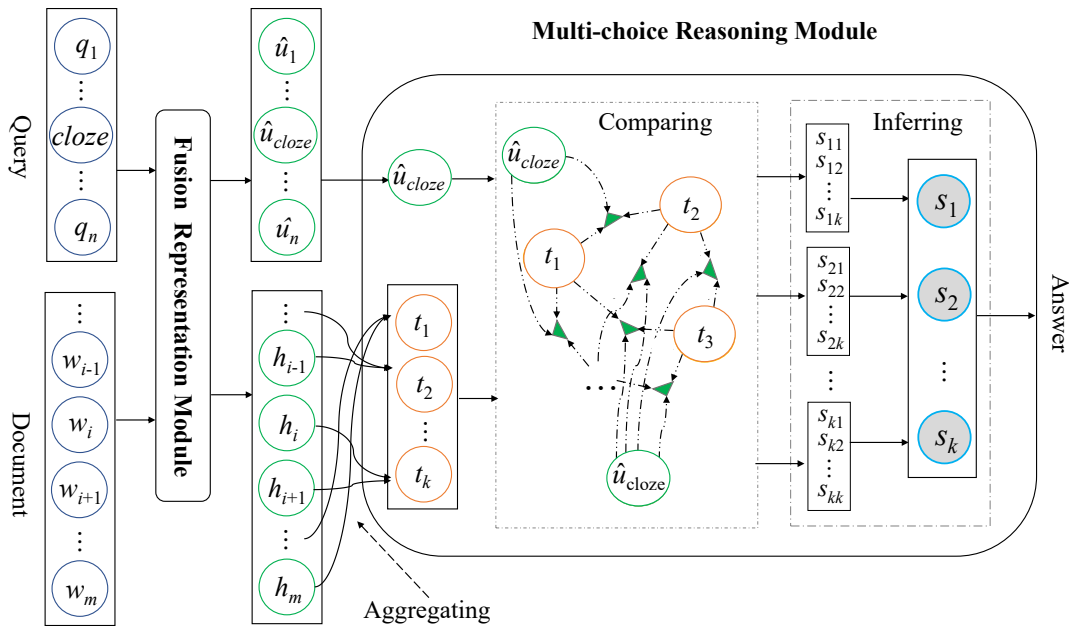 Multi-choice Reasoning Module
Query
q1
⋮
cloze
⋮
qn
Document
⋮
wi-1
wi
wi+1
⋮
wm
Fusion Representation Module
û1
⋮
ûcloze
⋮
ûn
⋮
hi-1
hi
hi+1
⋮
hm
Aggregating
ûcloze
t1
t2
⋮
tk
Comparing
ûcloze
t1
t2
t3
...
ûcloze
Inferring
s11
s12
⋮
s1k
s21
s22
⋮
s2k
⋮
sk1
sk2
⋮
skk
s1
s2
⋮
sk
Answer